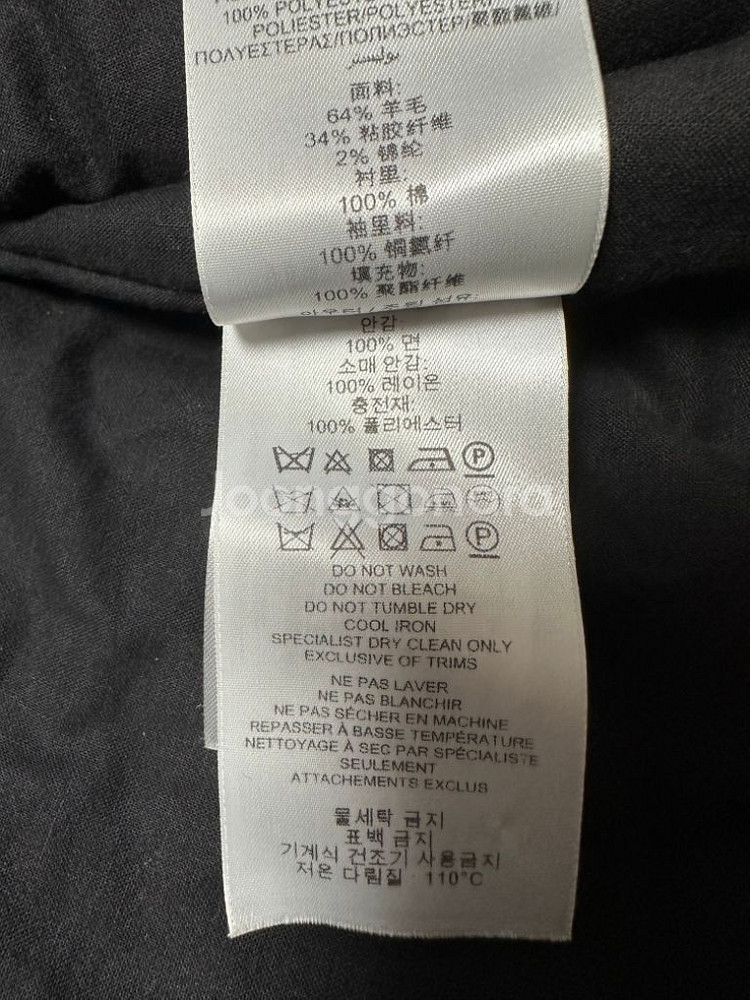 100% POLYESTER
POLIESTER/POLYESTER/
ΠΟΛΥΕΣΤΕΡΑΣ/ПОЛИЭСТЕР/聚酯纖維/
بوليستر
面料:
64% 羊毛
34% 粘胶纤维
2% 锦纶
衬里:
100% 棉
袖里料:
100% 铜氨纤
填充物:
100% 聚酯纤维
안감
100% 면
소매 안감:
100% 레이온
충전재:
100% 폴리에스터
P
joonggonara
P
DO NOT WASH
DO NOT BLEACH
DO NOT TUMBLE DRY
COOL IRON
SPECIALIST DRY CLEAN ONLY
EXCLUSIVE OF TRIMS
NE PAS LAVER
NE PAS BLANCHIR
NE PAS SÉCHER EN MACHINE
REPASSER À BASSE TEMPÉRATURE
NETTOYAGE À SEC PAR SPÉCIALISTE
SEULEMENT
ATTACHEMENTS EXCLUS
물세탁 금지
표백 금지
기계식 건조기 사용금지
저온 다림질 · 110°C